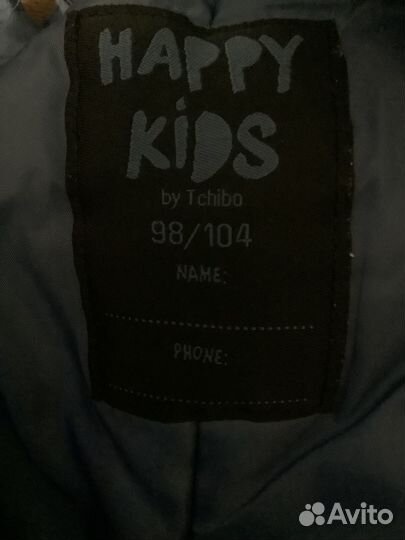 HAPPY
KiDS
by Tchibo
98/104
NAME:
PHONE:
Avito